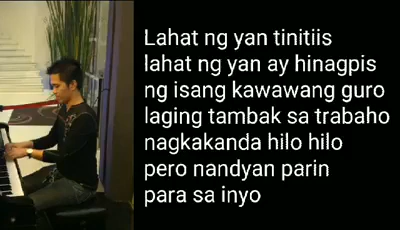 Lahat ng yan tinitiis
lahat ng yan ay hinagpis
ng isang kawawang guro
laging tambak sa trabaho
nagkakanda hilo hilo
pero nandyan parin
para sa inyo